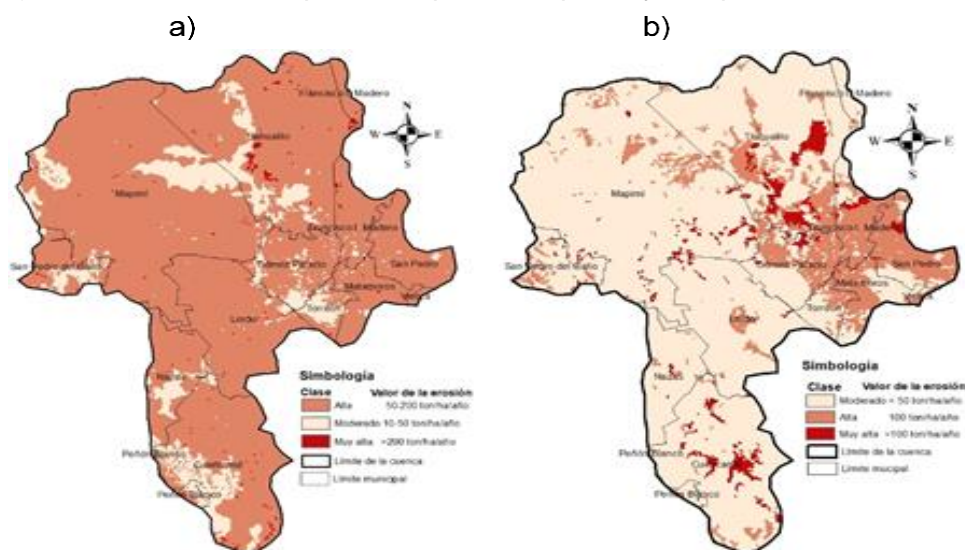 a)
b)
Francisco I. Madero
Tlahualilo
N
W E
S
Mapimí
Francisco I. Madero
San Pedro del Gallo
Gómez Palacio
San Pedro
Matamoros
Viesca
Torreón
Lerdo
Nazas
Peñón Blanco
Cuencamé
Peñón Blanco
Simbología
Clase Valor de la erosión
Alta 50-200 ton/ha/año
Moderado 10-50 ton/ha/año
Muy alta >200 ton/ha/año
Límite de la cuenca
Límite municipal
Francisco I. Madero
Tlahualilo
N
W E
S
Mapimí
Francisco I. Madero
San Pedro del Gallo
Gómez Palacio
San Pedro
Matamoros
Torreón
Lerdo
Nazas
Peñón Blanco
Cuencamé
Peñón Blanco
Simbología
Clase Valor de la erosión
Moderado < 50 ton/ha/año
Alta 100 ton/ha/año
Muy alta >100 ton/ha/año
Límite de la cuenca
Límite mucipal